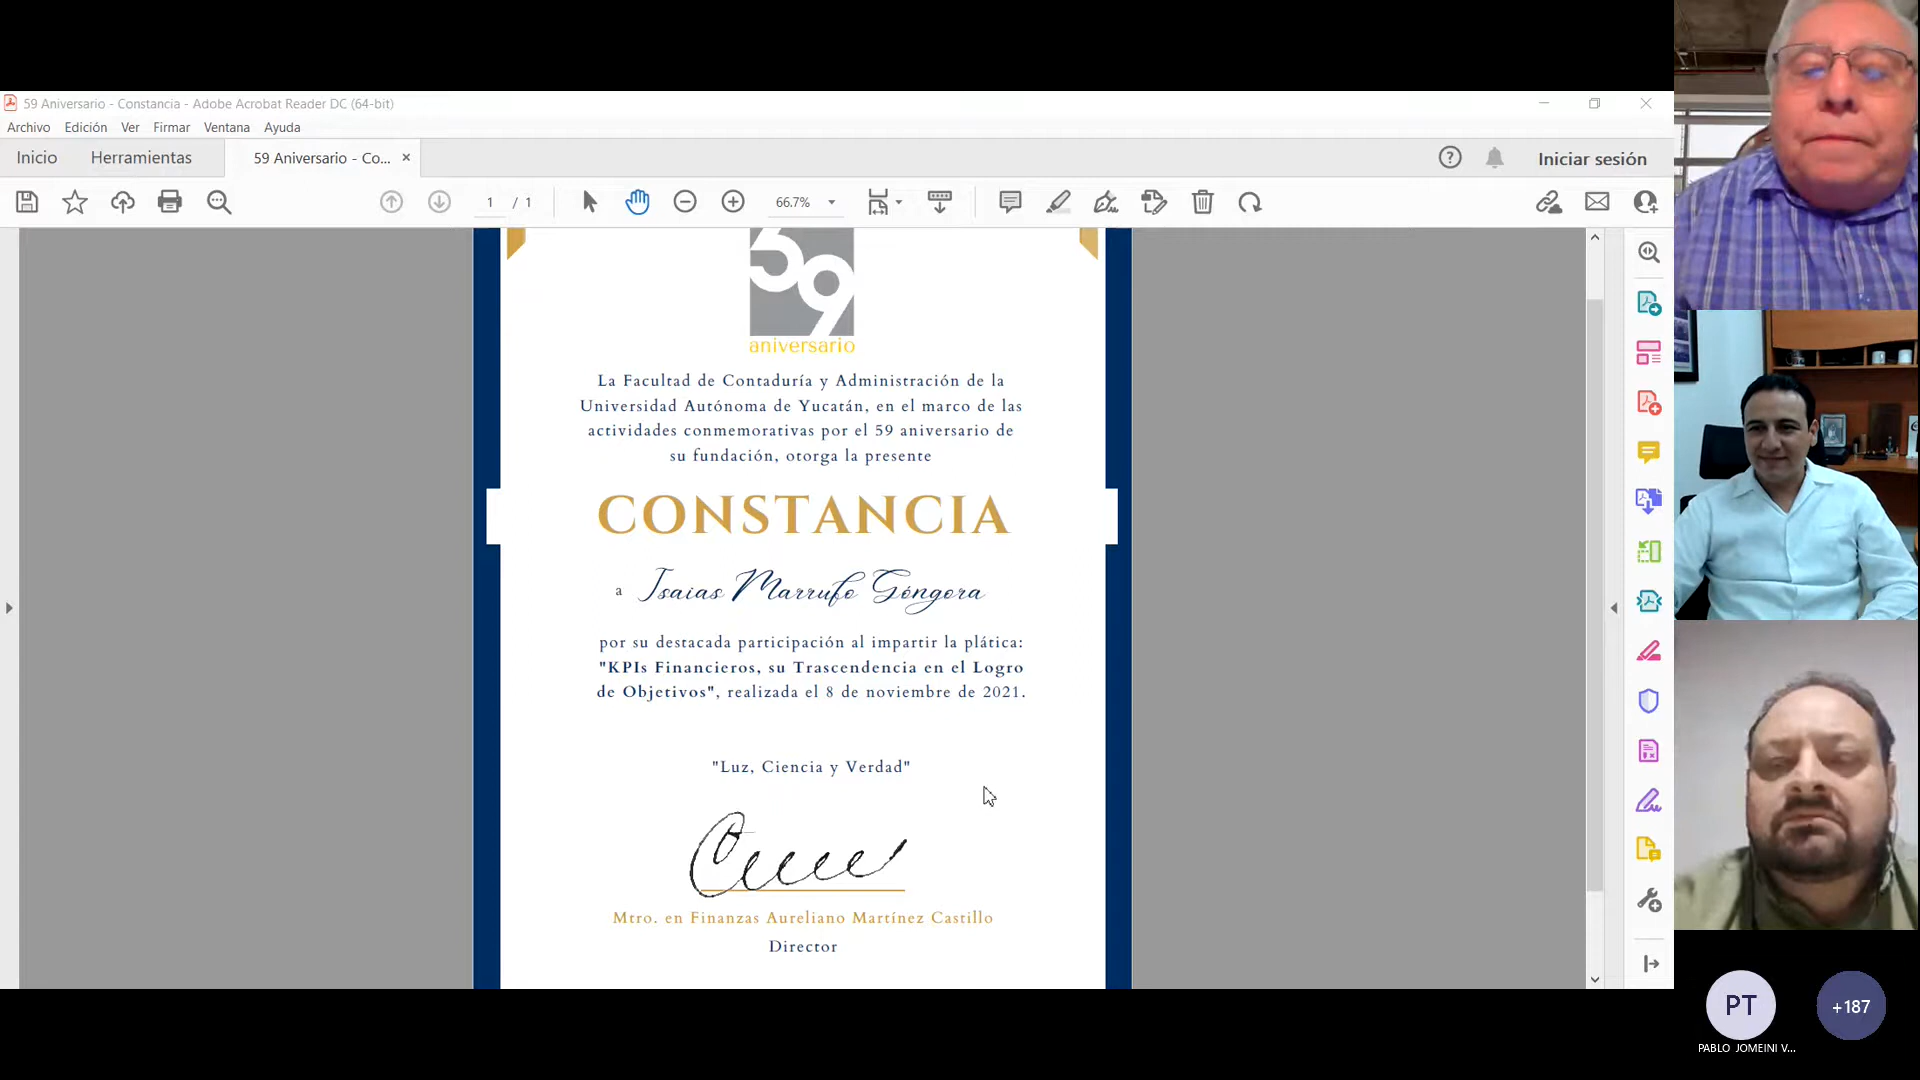 59 Aniversario - Constancia - Adobe Acrobat Reader DC (64-bit)
Archivo Edición Ver Firmar Ventana Ayuda
Inicio Herramientas 59 Aniversario - Co... ×
Iniciar sesión
1 / 1 66.7%
59
aniversario
La Facultad de Contaduría y Administración de la
Universidad Autónoma de Yucatán, en el marco de las
actividades conmemorativas por el 59 aniversario de
su fundación, otorga la presente
CONSTANCIA
a Isaias Marrufo Góngora
por su destacada participación al impartir la plática:
"KPIs Financieros, su Trascendencia en el Logro
de Objetivos", realizada el 8 de noviembre de 2021.
"Luz, Ciencia y Verdad"
Mtro. en Finanzas Aureliano Martínez Castillo
Director
PT
+187
PABLO JOMEINI V...